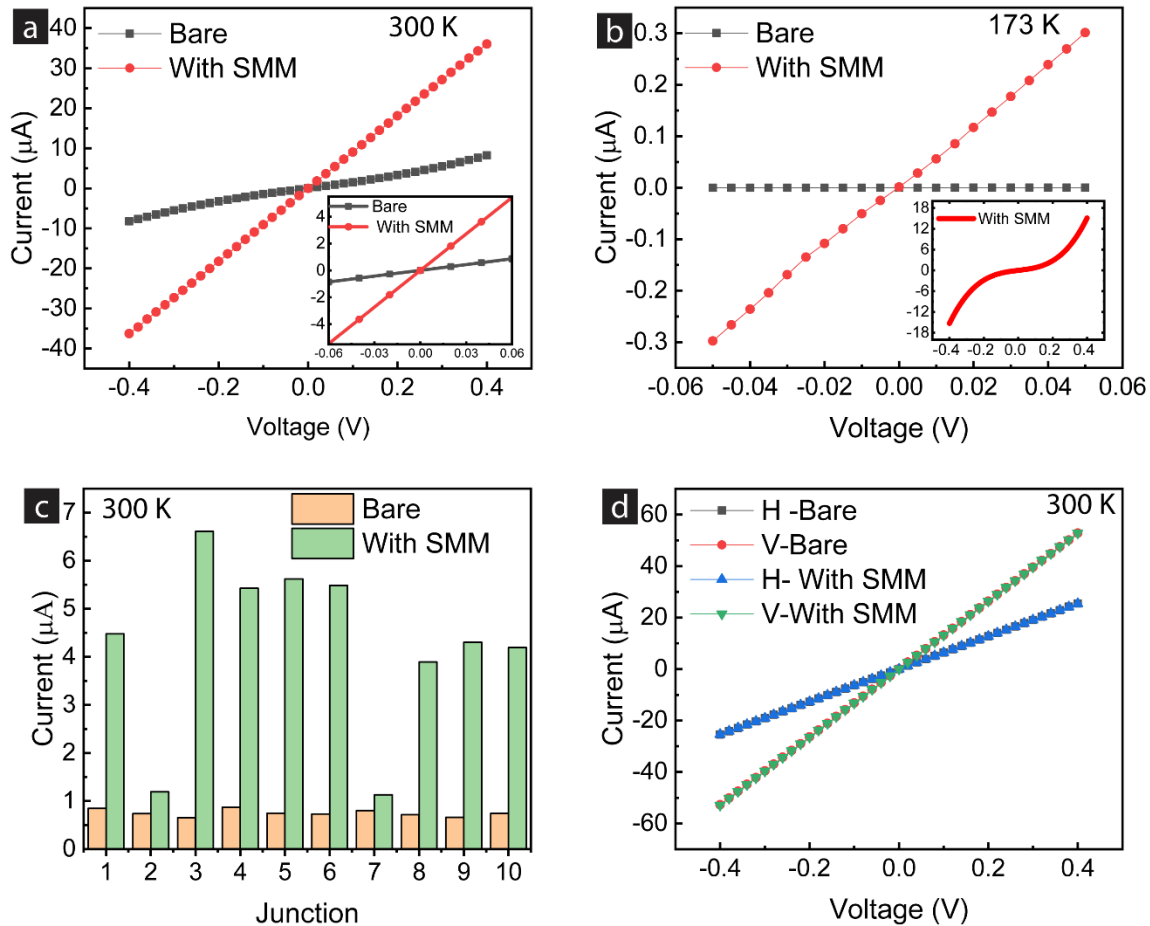 a
300 K
Bare
With SMM
40
30
20
10
0
-10
-20
-30
-40
Current (μA)
-0.4
-0.2
0.0
0.2
0.4
Voltage (V)
Bare
With SMM
4
2
0
-2
-4
-0.06
-0.03
0.00
0.03
0.06
b
173 K
Bare
With SMM
0.3
0.2
0.1
0.0
-0.1
-0.2
-0.3
Current (μA)
-0.06
-0.04
-0.02
0.00
0.02
0.04
0.06
Voltage (V)
With SMM
18
12
6
0
-6
-12
-18
-0.4
-0.2
0.0
0.2
0.4
c
300 K
Bare
With SMM
7
6
5
4
3
2
1
0
Current (μA)
1 2 3 4 5 6 7 8 9 10
Junction
d
300 K
H -Bare
V-Bare
H- With SMM
V-With SMM
60
40
20
0
-20
-40
-60
Current (μA)
-0.4
-0.2
0.0
0.2
0.4
Voltage (V)